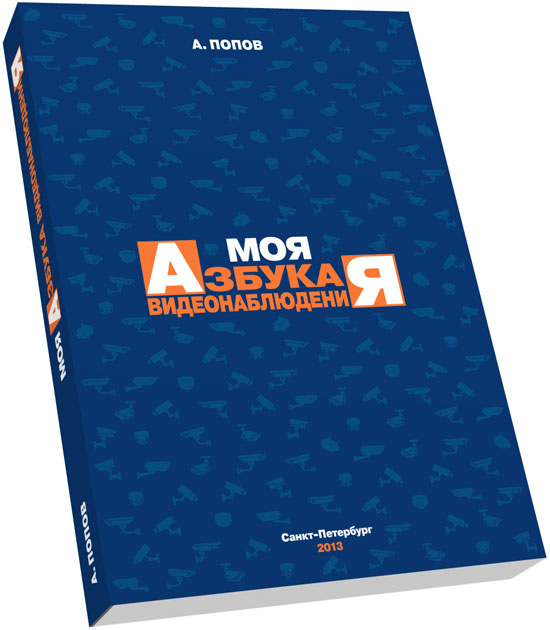 А. ПОПОВ
МОЯ
АЗБУКА
ВИДЕОНАБЛЮДЕНИЯ
Санкт-Петербург
2013
А. ПОПОВ МОЯ АЗБУКА ВИДЕОНАБЛЮДЕНИЯ